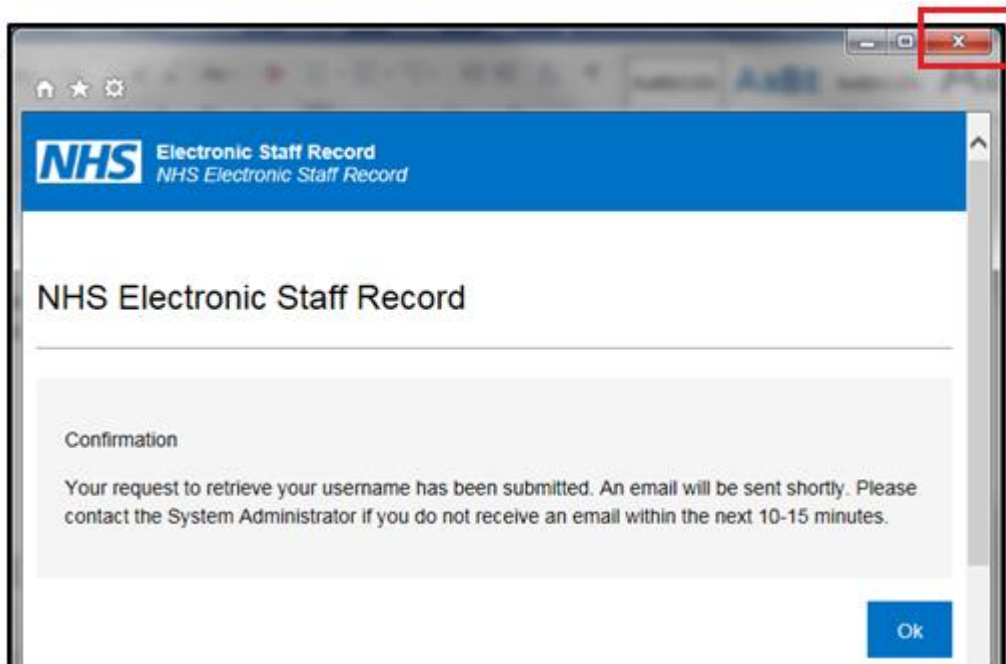 NHS
Electronic Staff Record
NHS Electronic Staff Record
NHS Electronic Staff Record
Confirmation
Your request to retrieve your username has been submitted. An email will be sent shortly. Please
contact the System Administrator if you do not receive an email within the next 10-15 minutes.
Ok